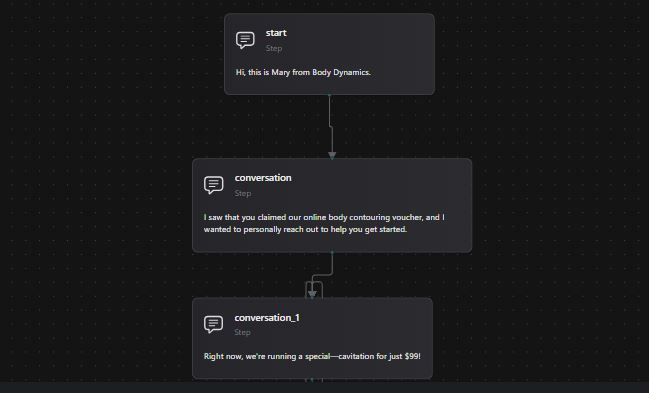 start
Step
Hi, this is Mary from Body Dynamics.
conversation
Step
I saw that you claimed our online body contouring voucher, and I
wanted to personally reach out to help you get started.
conversation_1
Step
Right now, we're running a special—cavitation for just $99!